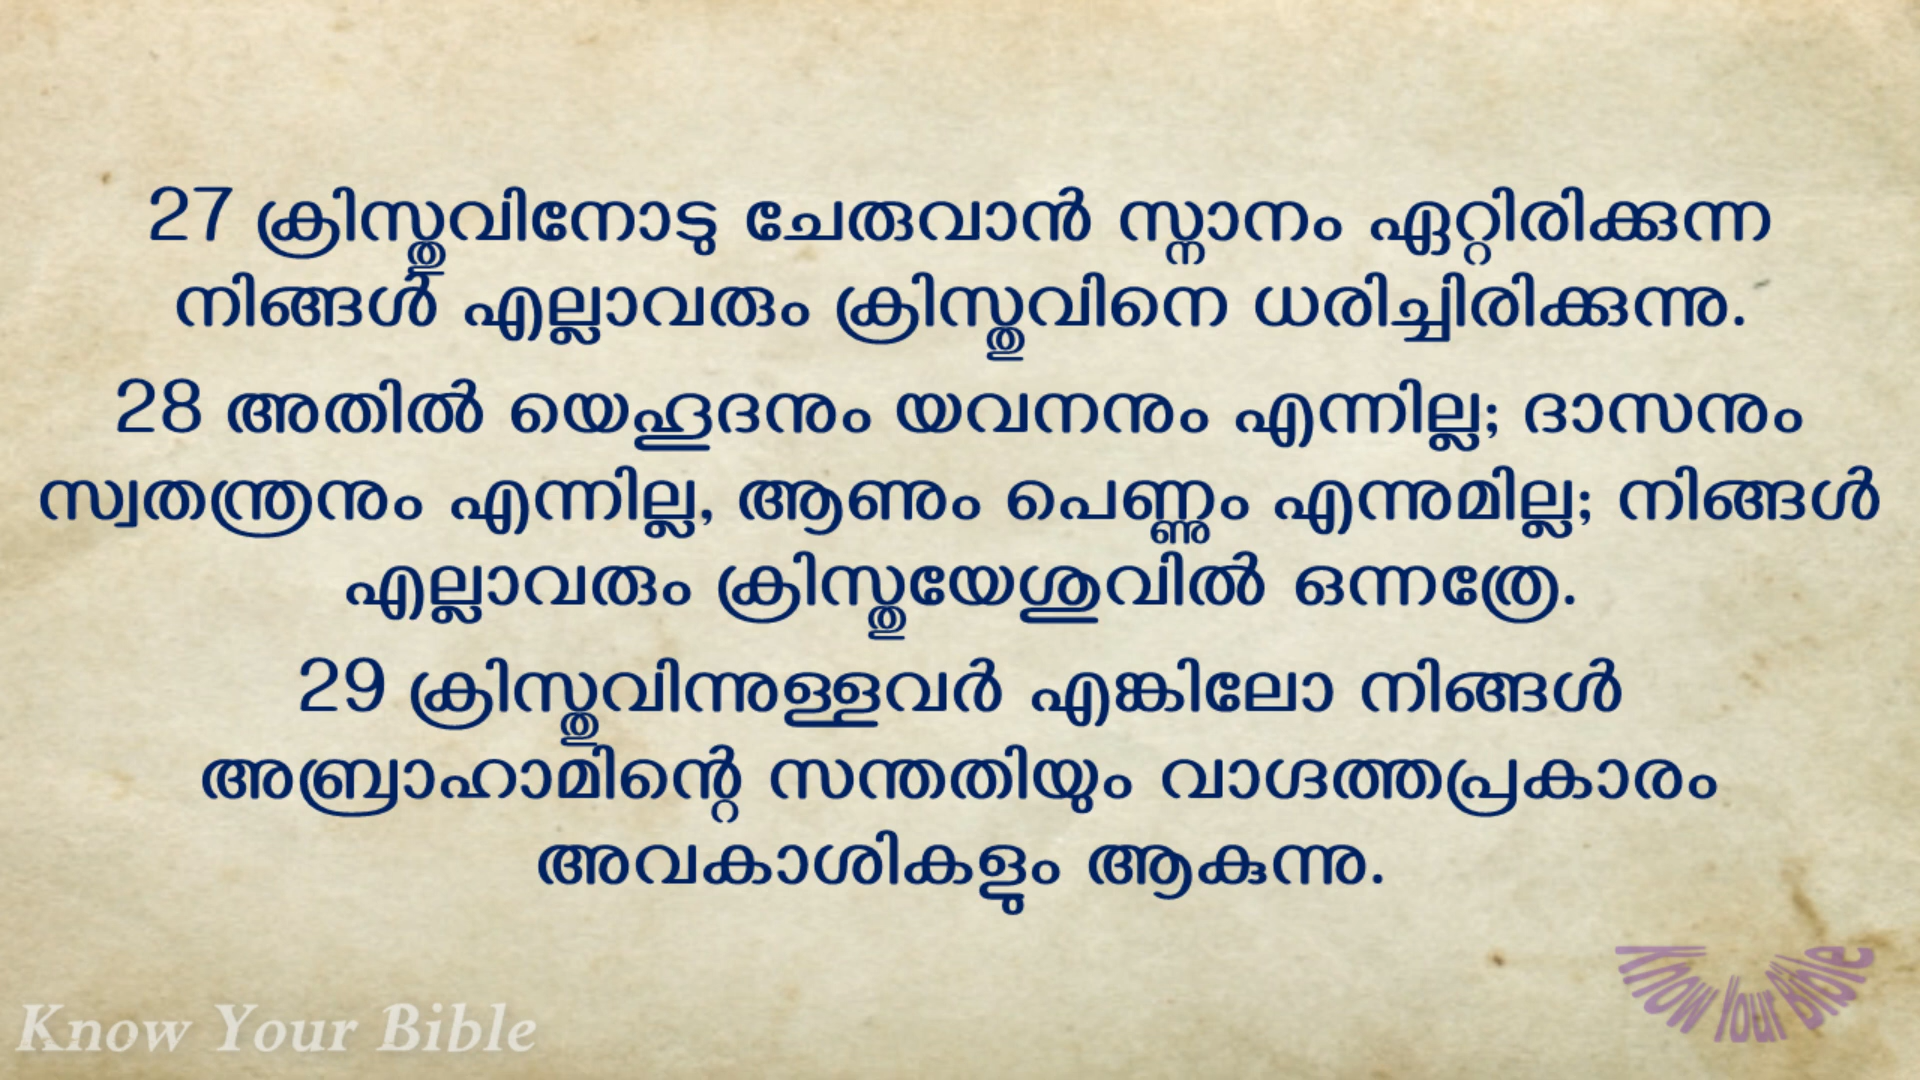 27 ക്രിസ്തുവിനോടു ചേരുവാൻ സ്നാനം ഏറ്റിരിക്കുന്ന
നിങ്ങൾ എല്ലാവരും ക്രിസ്തുവിനെ ധരിച്ചിരിക്കുന്നു.
28 അതിൽ യെഹൂദനും യവനനും എന്നില്ല; ദാസനും
സ്വതന്ത്രനും എന്നില്ല, ആണും പെണ്ണും എന്നുമില്ല; നിങ്ങൾ
എല്ലാവരും ക്രിസ്തുയേശുവിൽ ഒന്നത്രേ.
29 ക്രിസ്തുവിന്നുള്ളവർ എങ്കിലോ നിങ്ങൾ
അബ്രാഹാമിന്റെ സന്തതിയും വാഗ്ദത്തപ്രകാരം
അവകാശികളും ആകുന്നു.
Know Your Bible
Know Your Bible